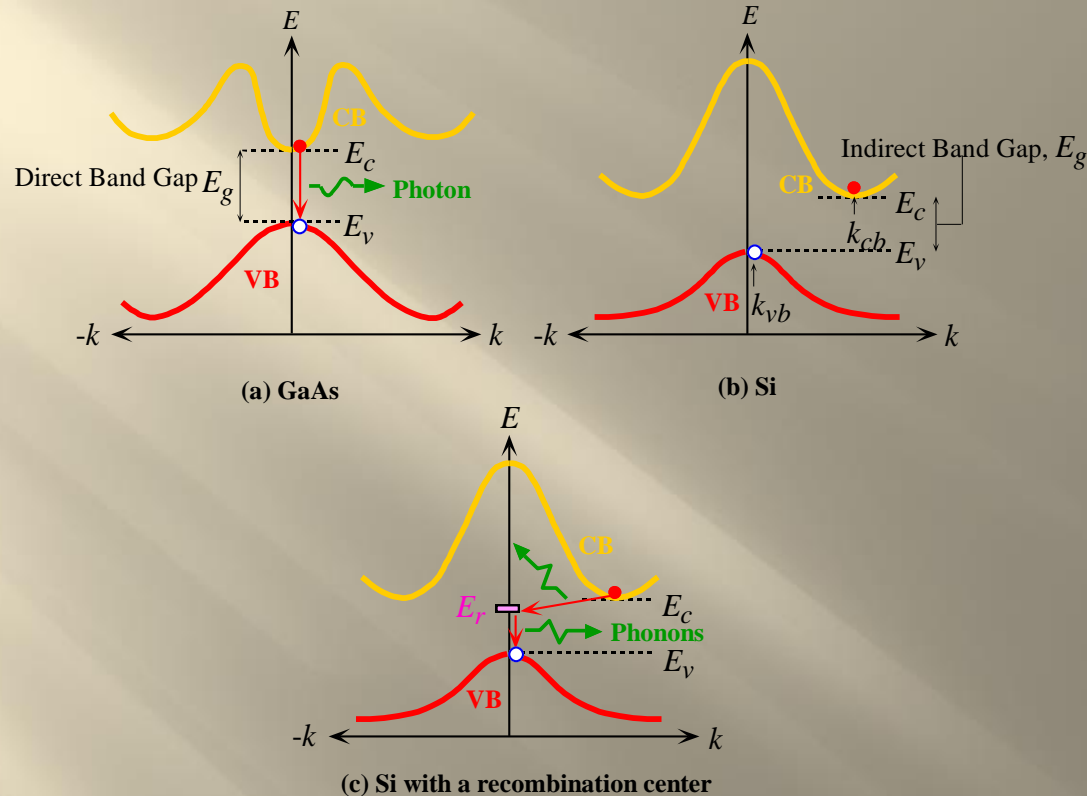 E
CB
E_c
Direct Band Gap E_g
Photon
E_v
VB
-k
k
(a) GaAs
E
Indirect Band Gap, E_g
CB
E_c
k_cb
E_v
VB
k_vb
-k
k
(b) Si
E
CB
E_r
E_c
Phonons
E_v
VB
-k
k
(c) Si with a recombination center